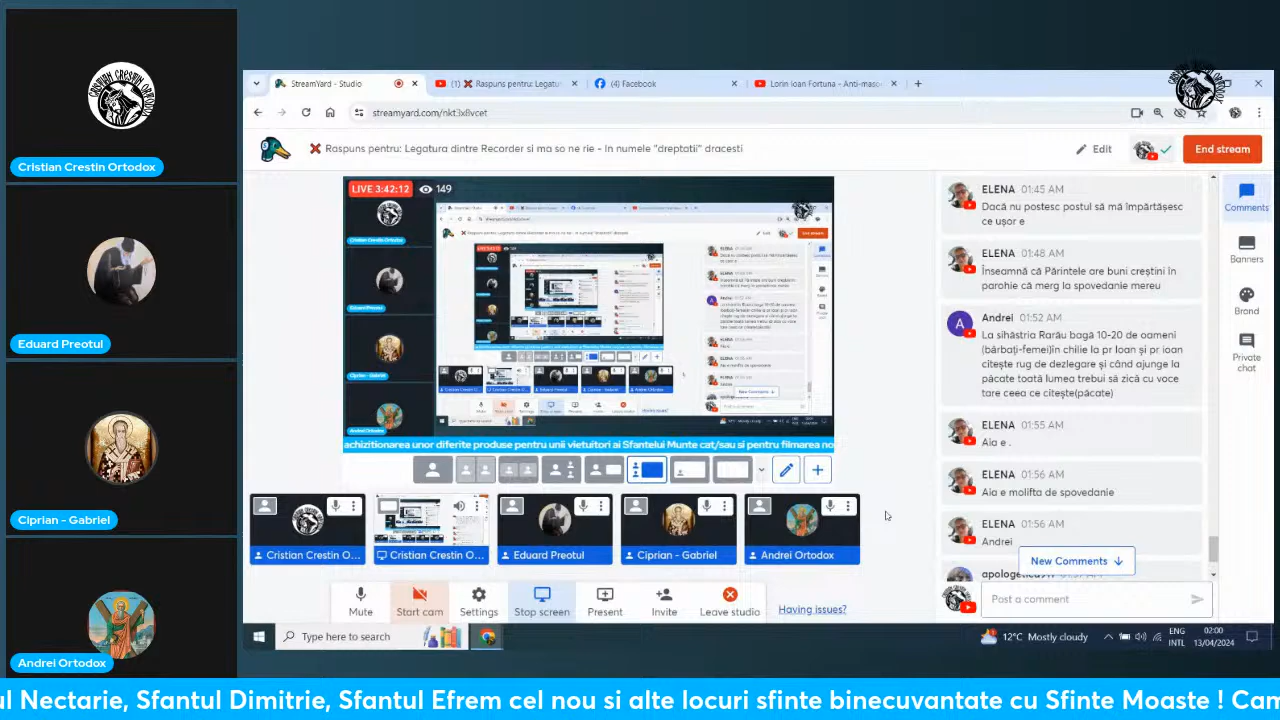 Cristian Crestin Ortodox
Eduard Preotul
Ciprian - Gabriel
Andrei Ortodox
StreamYard - Studio
(1) ❌ Raspuns pentru: Legatu
(4) Facebook
Lorin Ioan Fortuna - Anti-maso
streamyard.com/nkt3x8vcet
❌ Raspuns pentru: Legatura dintre Recorder si ma so ne rie - In numele "dreptatii" dracesti
Edit
End stream
LIVE 3:42:12 149
achizitionarea unor diferite produse pentru unii vietuitori ai Sfantelui Munte cat/sau si pentru filmarea no
Cristian Crestin O...
Cristian Crestin O...
Eduard Preotul
Ciprian - Gabriel
Andrei Ortodox
Mute
Start cam
Settings
Stop screen
Present
Invite
Leave studio
Having issues?
ELENA 01:45 AM
Dacă nu postesc postul să mă împărtășesc
ce ușor e
ELENA 01:48 AM
Înseamnă că Părintele are buni creștini în
parohie că merg la spovedanie mereu
A
Andrei 01:52 AM
La sihăstria Rarău bagă 10-20 de oameni
(bărbați-femei)în chilie la pr Ioan și pr ioan
citește rug de dezlegare și când ajunge la
păcate toată lumea trebui să zică cu voce
tare ceea ce citește(păcate)
ELENA 01:55 AM
Aia e .
ELENA 01:56 AM
Aia e molifta de spovedanie
ELENA 01:56 AM
Andrei
New Comments
Post a comment
Comments
Banners
Brand
Private
chat
Type here to search
12°C Mostly cloudy
ENG
INTL
02:00
13/04/2024
ul Nectarie, Sfantul Dimitrie, Sfantul Efrem cel nou si alte locuri sfinte binecuvantate cu Sfinte Moaste ! Can